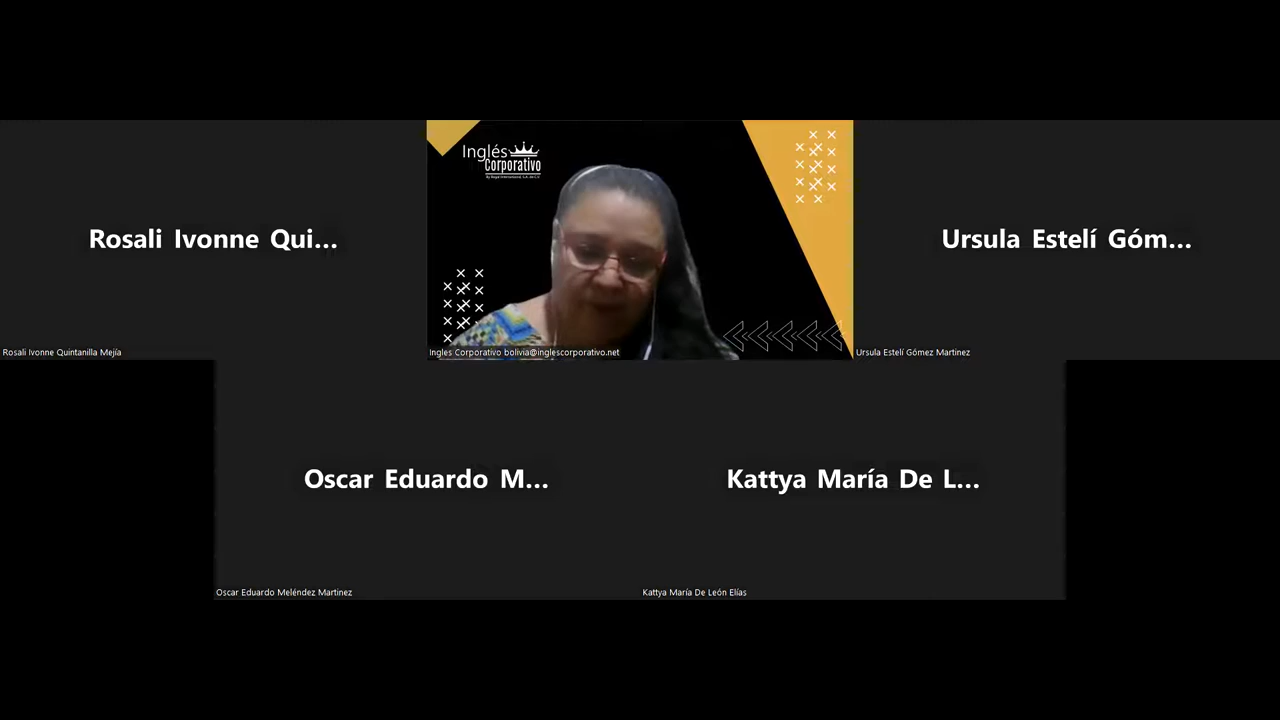 Inglés
Corporativo
Rosali Ivonne Qui...
Ursula Estelí Góm...
Rosali Ivonne Quintanilla Mejía
Ingles Corporativo bolivia@inglescorporativo.net
Ursula Estelí Gómez Martinez
Oscar Eduardo M...
Kattya María De L...
Oscar Eduardo Meléndez Martinez
Kattya María De León Elías